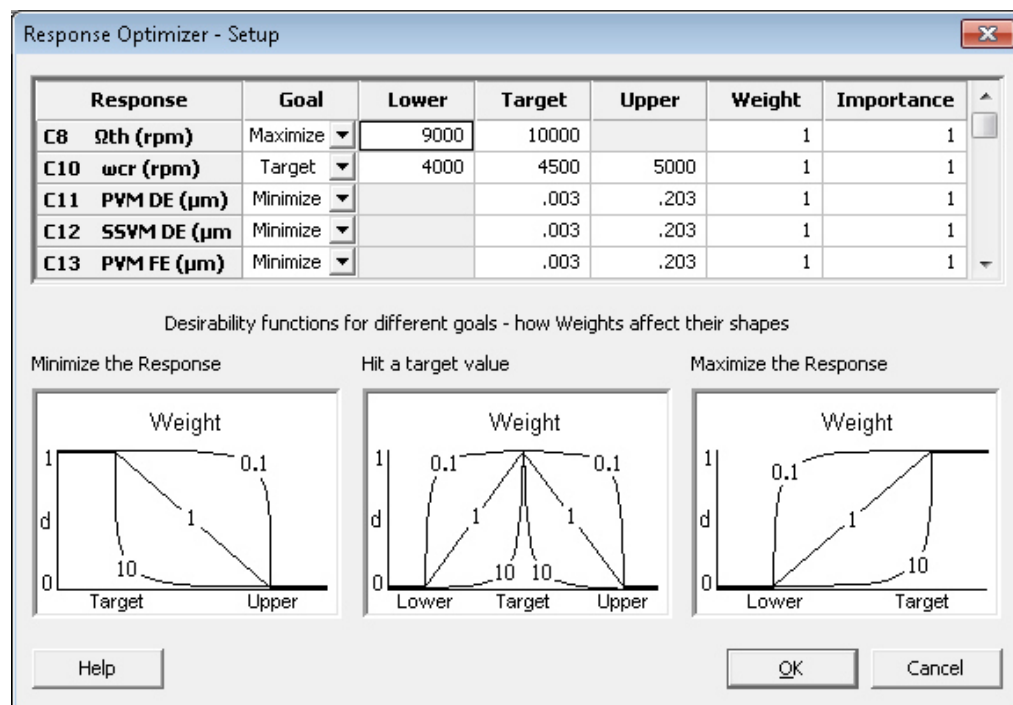 Response Optimizer - Setup
Response Goal Lower Target Upper Weight Importance
C8 Ωth (rpm) Maximize 9000 10000 1 1
C10 ωcr (rpm) Target 4000 4500 5000 1 1
C11 PVM DE (μm) Minimize .003 .203 1 1
C12 SSVM DE (μm Minimize .003 .203 1 1
C13 PVM FE (μm) Minimize .003 .203 1 1
Desirability functions for different goals - how Weights affect their shapes
Minimize the Response Hit a target value Maximize the Response
Weight Weight Weight
1 0.1 1 0.1 0.1 1 0.1
d 1 d 1 1 d 1
0 10 0 10 10 0 10
Target Upper Lower Target Upper Lower Target
Help OK Cancel